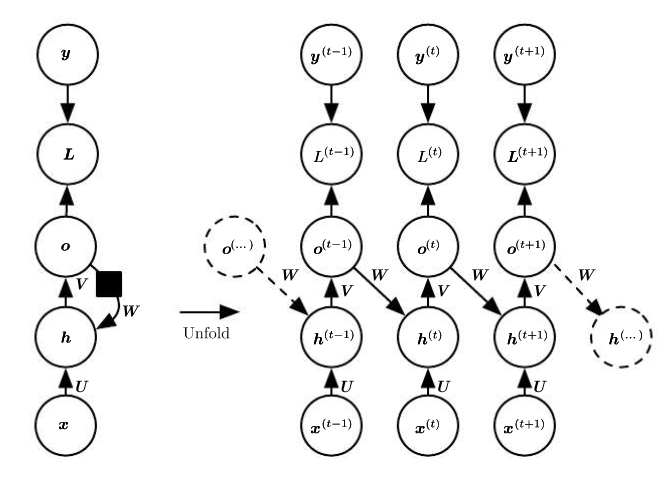 y y^(t−1) y^(t) y^(t+1)
L L^(t−1) L^(t) L^(t+1)
o o^(...) o^(t−1) o^(t) o^(t+1)
V W W W W
W V V V
h Unfold h^(t−1) h^(t) h^(t+1) h^(...)
U U U U
x x^(t−1) x^(t) x^(t+1)